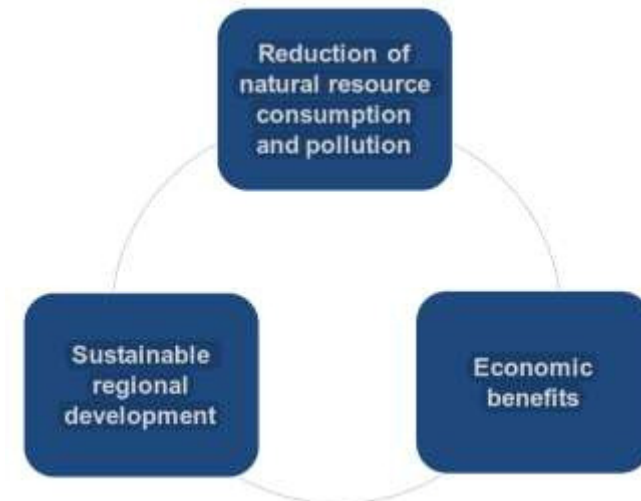 Reduction of
natural resource
consumption
and pollution
Sustainable
regional
development
Economic
benefits